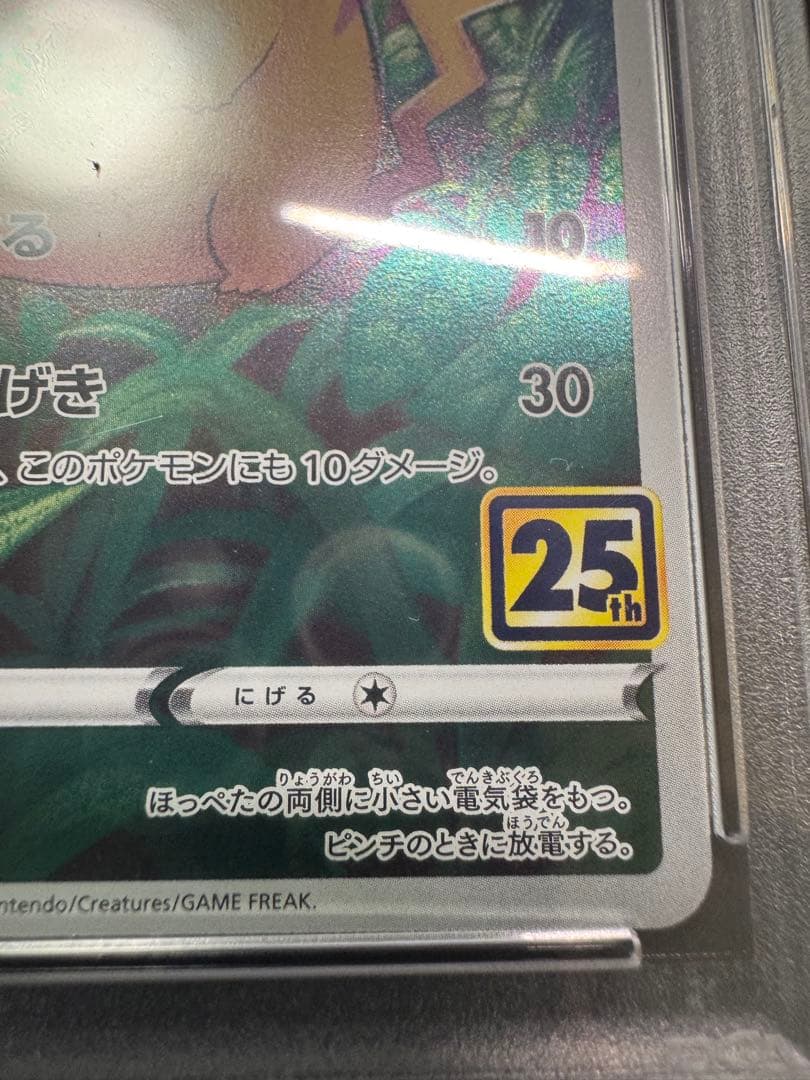 る 10
げき 30
、このポケモンにも10ダメージ。
25th
にげる
りょうがわ ちい でんきぶくろ
ほっぺたの両側に小さい電気袋をもつ。
ほうでん
ピンチのときに放電する。
ntendo/Creatures/GAME FREAK.